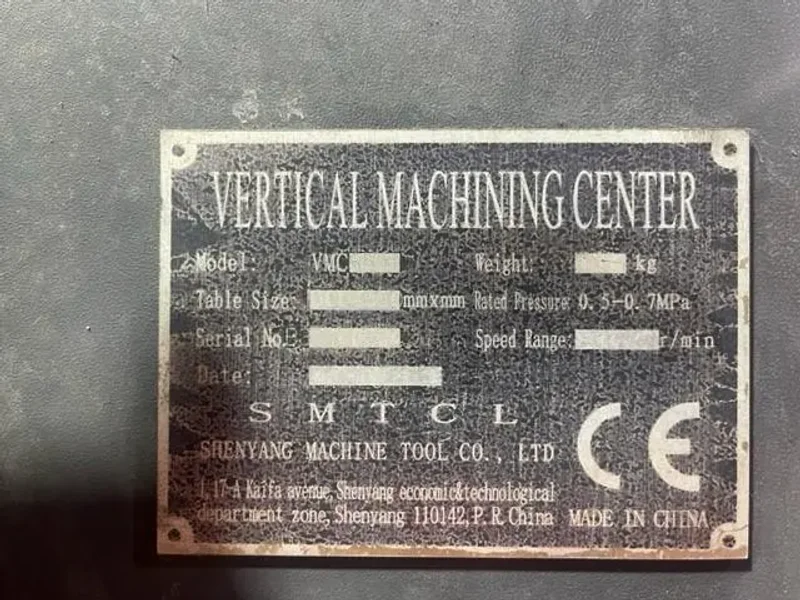 VERTICAL MACHINING CENTER
Model: VMC Weight: kg
Table Size: mmxmm Rated Pressure: 0.5-0.7MPa
Serial No. Speed Range: r/min
Date:
SMTCL
SHENYANG MACHINE TOOL CO., LTD
CE
1,17-A Kaifa avenue, Shenyang economic&technological
department zone, Shenyang 110142, P.R. China MADE IN CHINA